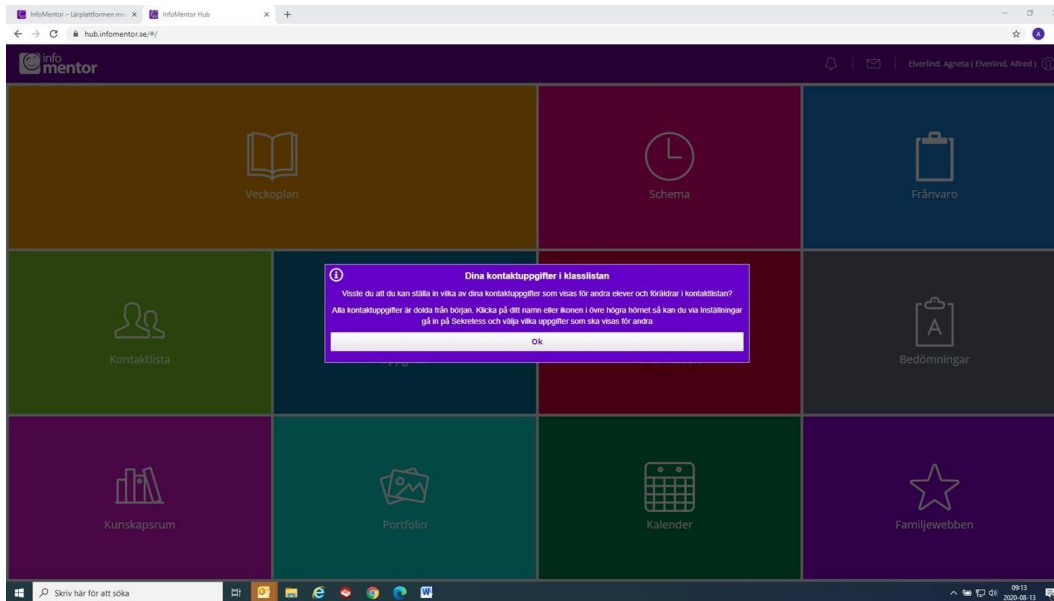 InfoMentor – Lärplattformen me
InfoMentor Hub
hub.infomentor.se/#/
A
info
mentor
Elverlind, Agneta ( Elverlind, Alfred )
Veckoplan
Schema
Frånvaro
Dina kontaktuppgifter i klasslistan
Visste du att du kan ställa in vilka av dina kontaktuppgifter som visas för andra elever och föräldrar i kontaktlistan?
Alla kontaktuppgifter är dolda från början. Klicka på ditt namn eller ikonen i övre högra hörnet så kan du via Inställningar
gå in på Sekretess och välja vilka uppgifter som ska visas för andra
Ok
Kontaktlista
A
Bedömningar
Kunskapsrum
Portfolio
Kalender
Familjewebben
Skriv här för att söka
09:13
2020-08-13